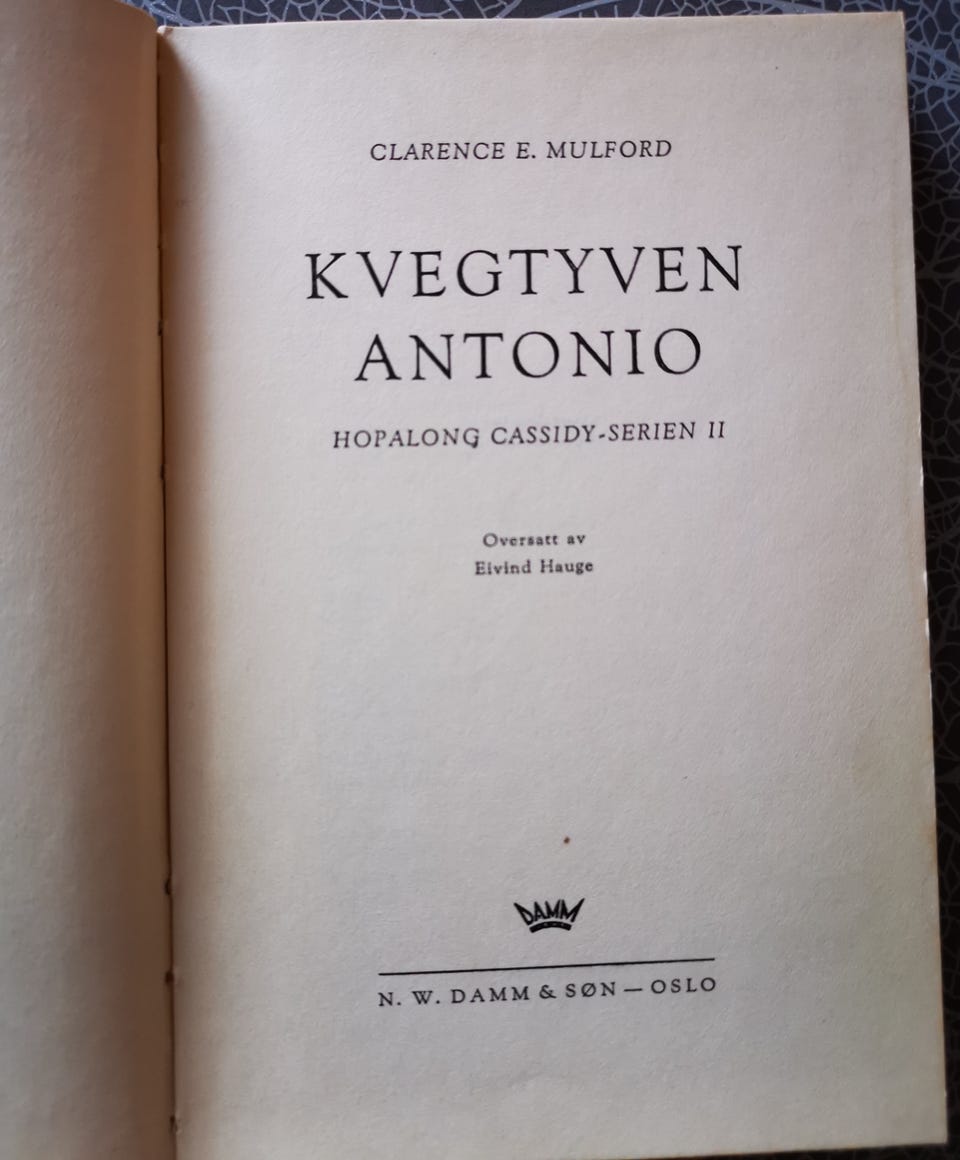 CLARENCE E. MULFORD
KVEGTYVEN
ANTONIO
HOPALONG CASSIDY-SERIEN II
Oversatt av
Eivind Hauge
DAMM
N. W. DAMM & SØN — OSLO